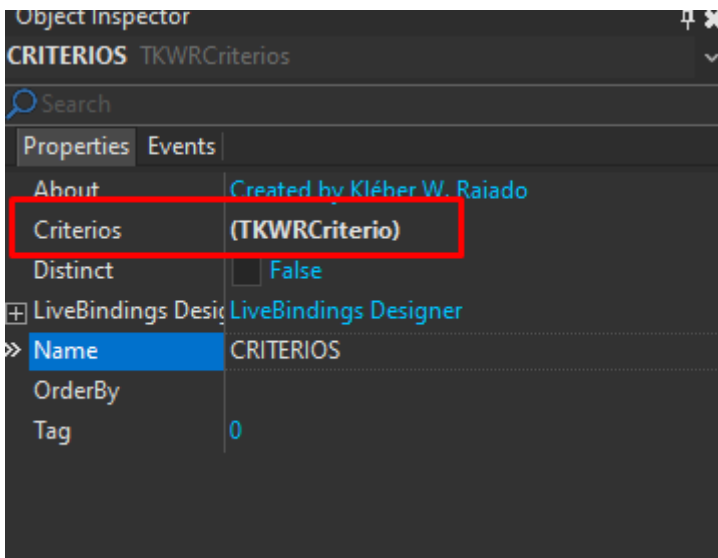 Object Inspector
CRITERIOS TKWRCriterios
Search
Properties Events
About Created by Kléber W. Raiado
Criterios (TKWRCriterio)
Distinct False
LiveBindings Desig LiveBindings Designer
Name CRITERIOS
OrderBy
Tag 0